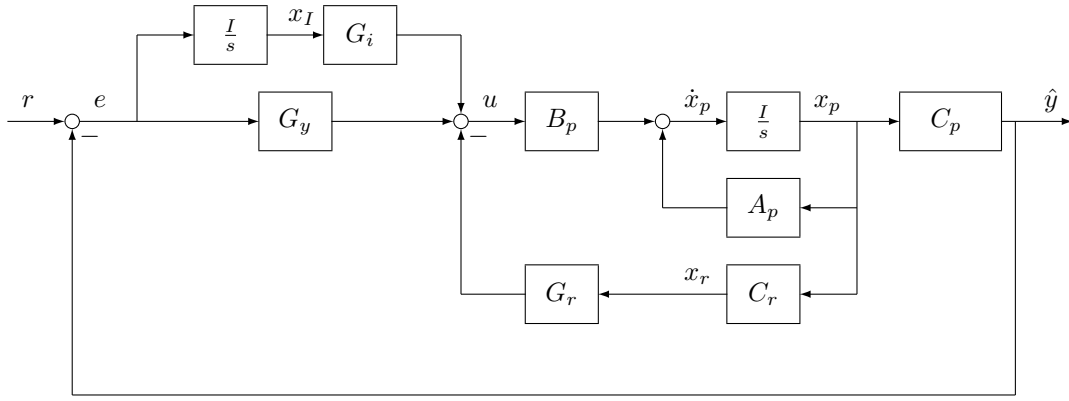 x_I
I/s
G_i
r
e
G_y
u
B_p
ẋ_p
I/s
x_p
C_p
ŷ
−
−
A_p
G_r
x_r
C_r